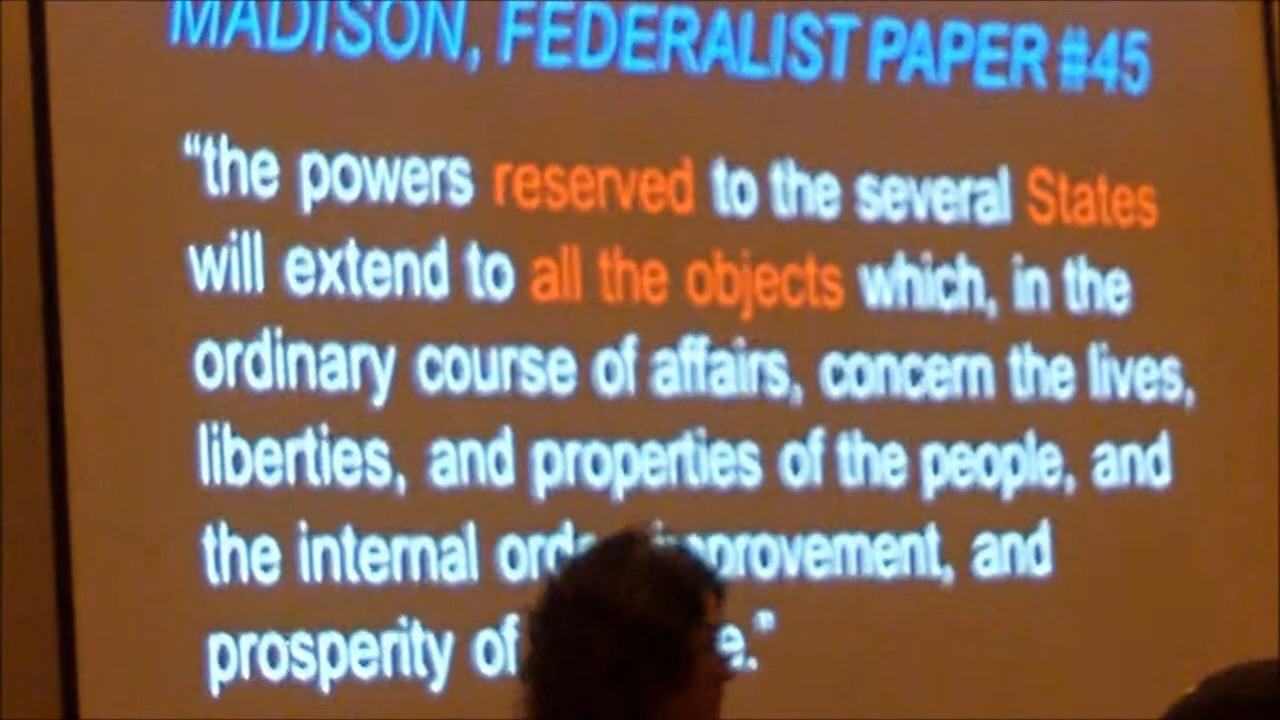 MADISON, FEDERALIST PAPER #45
“the powers reserved to the several States
will extend to all the objects which, in the
ordinary course of affairs, concern the lives,
liberties, and properties of the people, and
the internal improvement, and
prosperity of